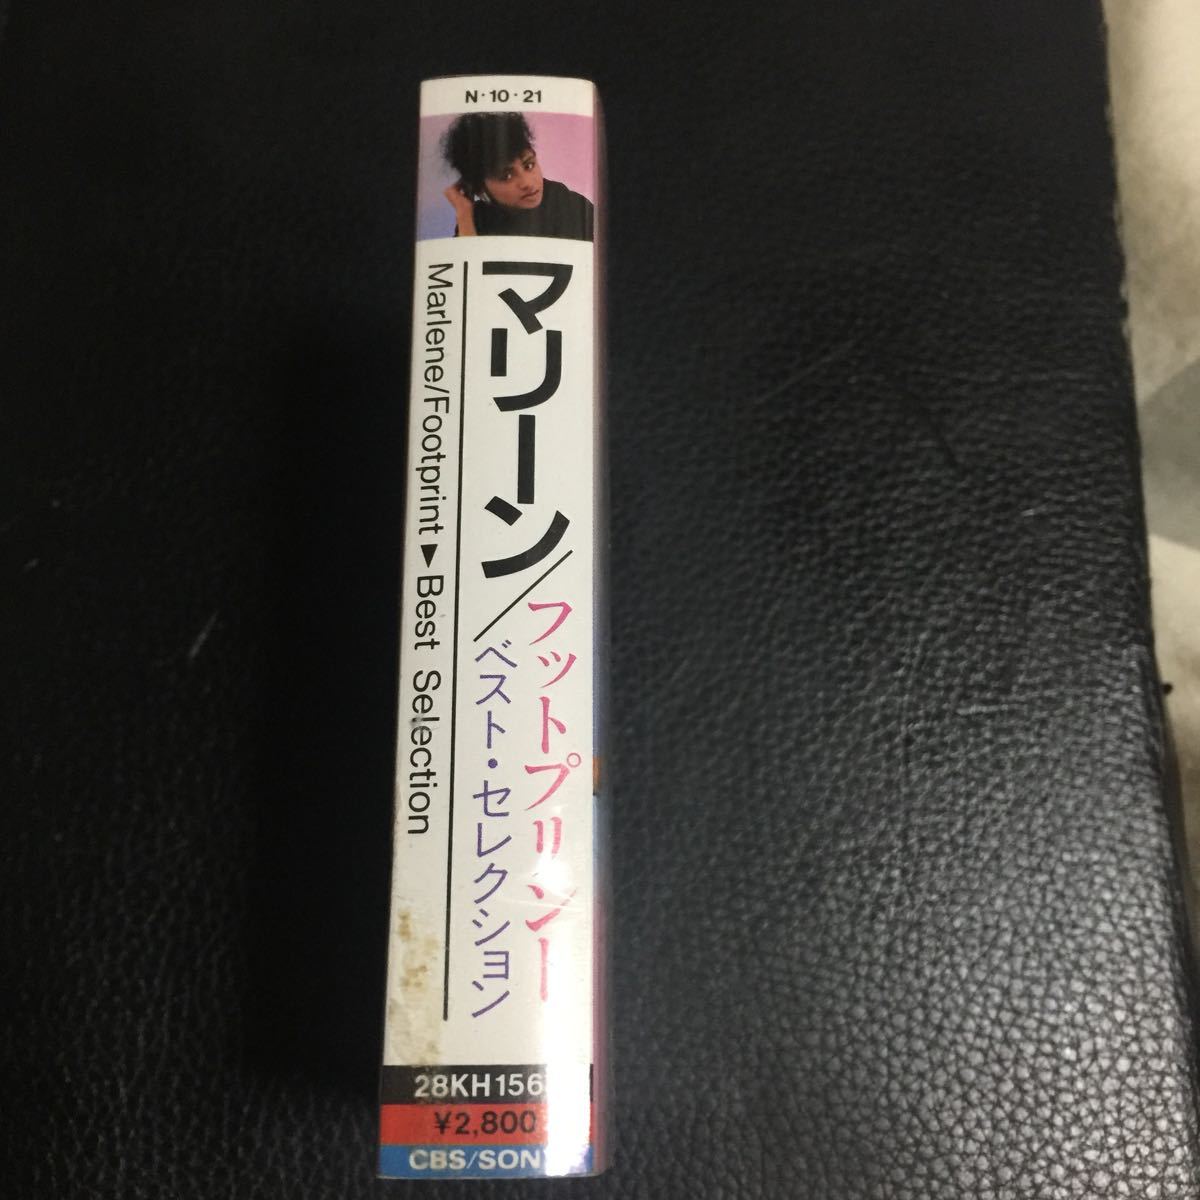 N·10·21
マリーン/フットプリント
ベスト・セレクション
Marlene/Footprint►Best Selection
28KH156
¥2,800
CBS/SONY